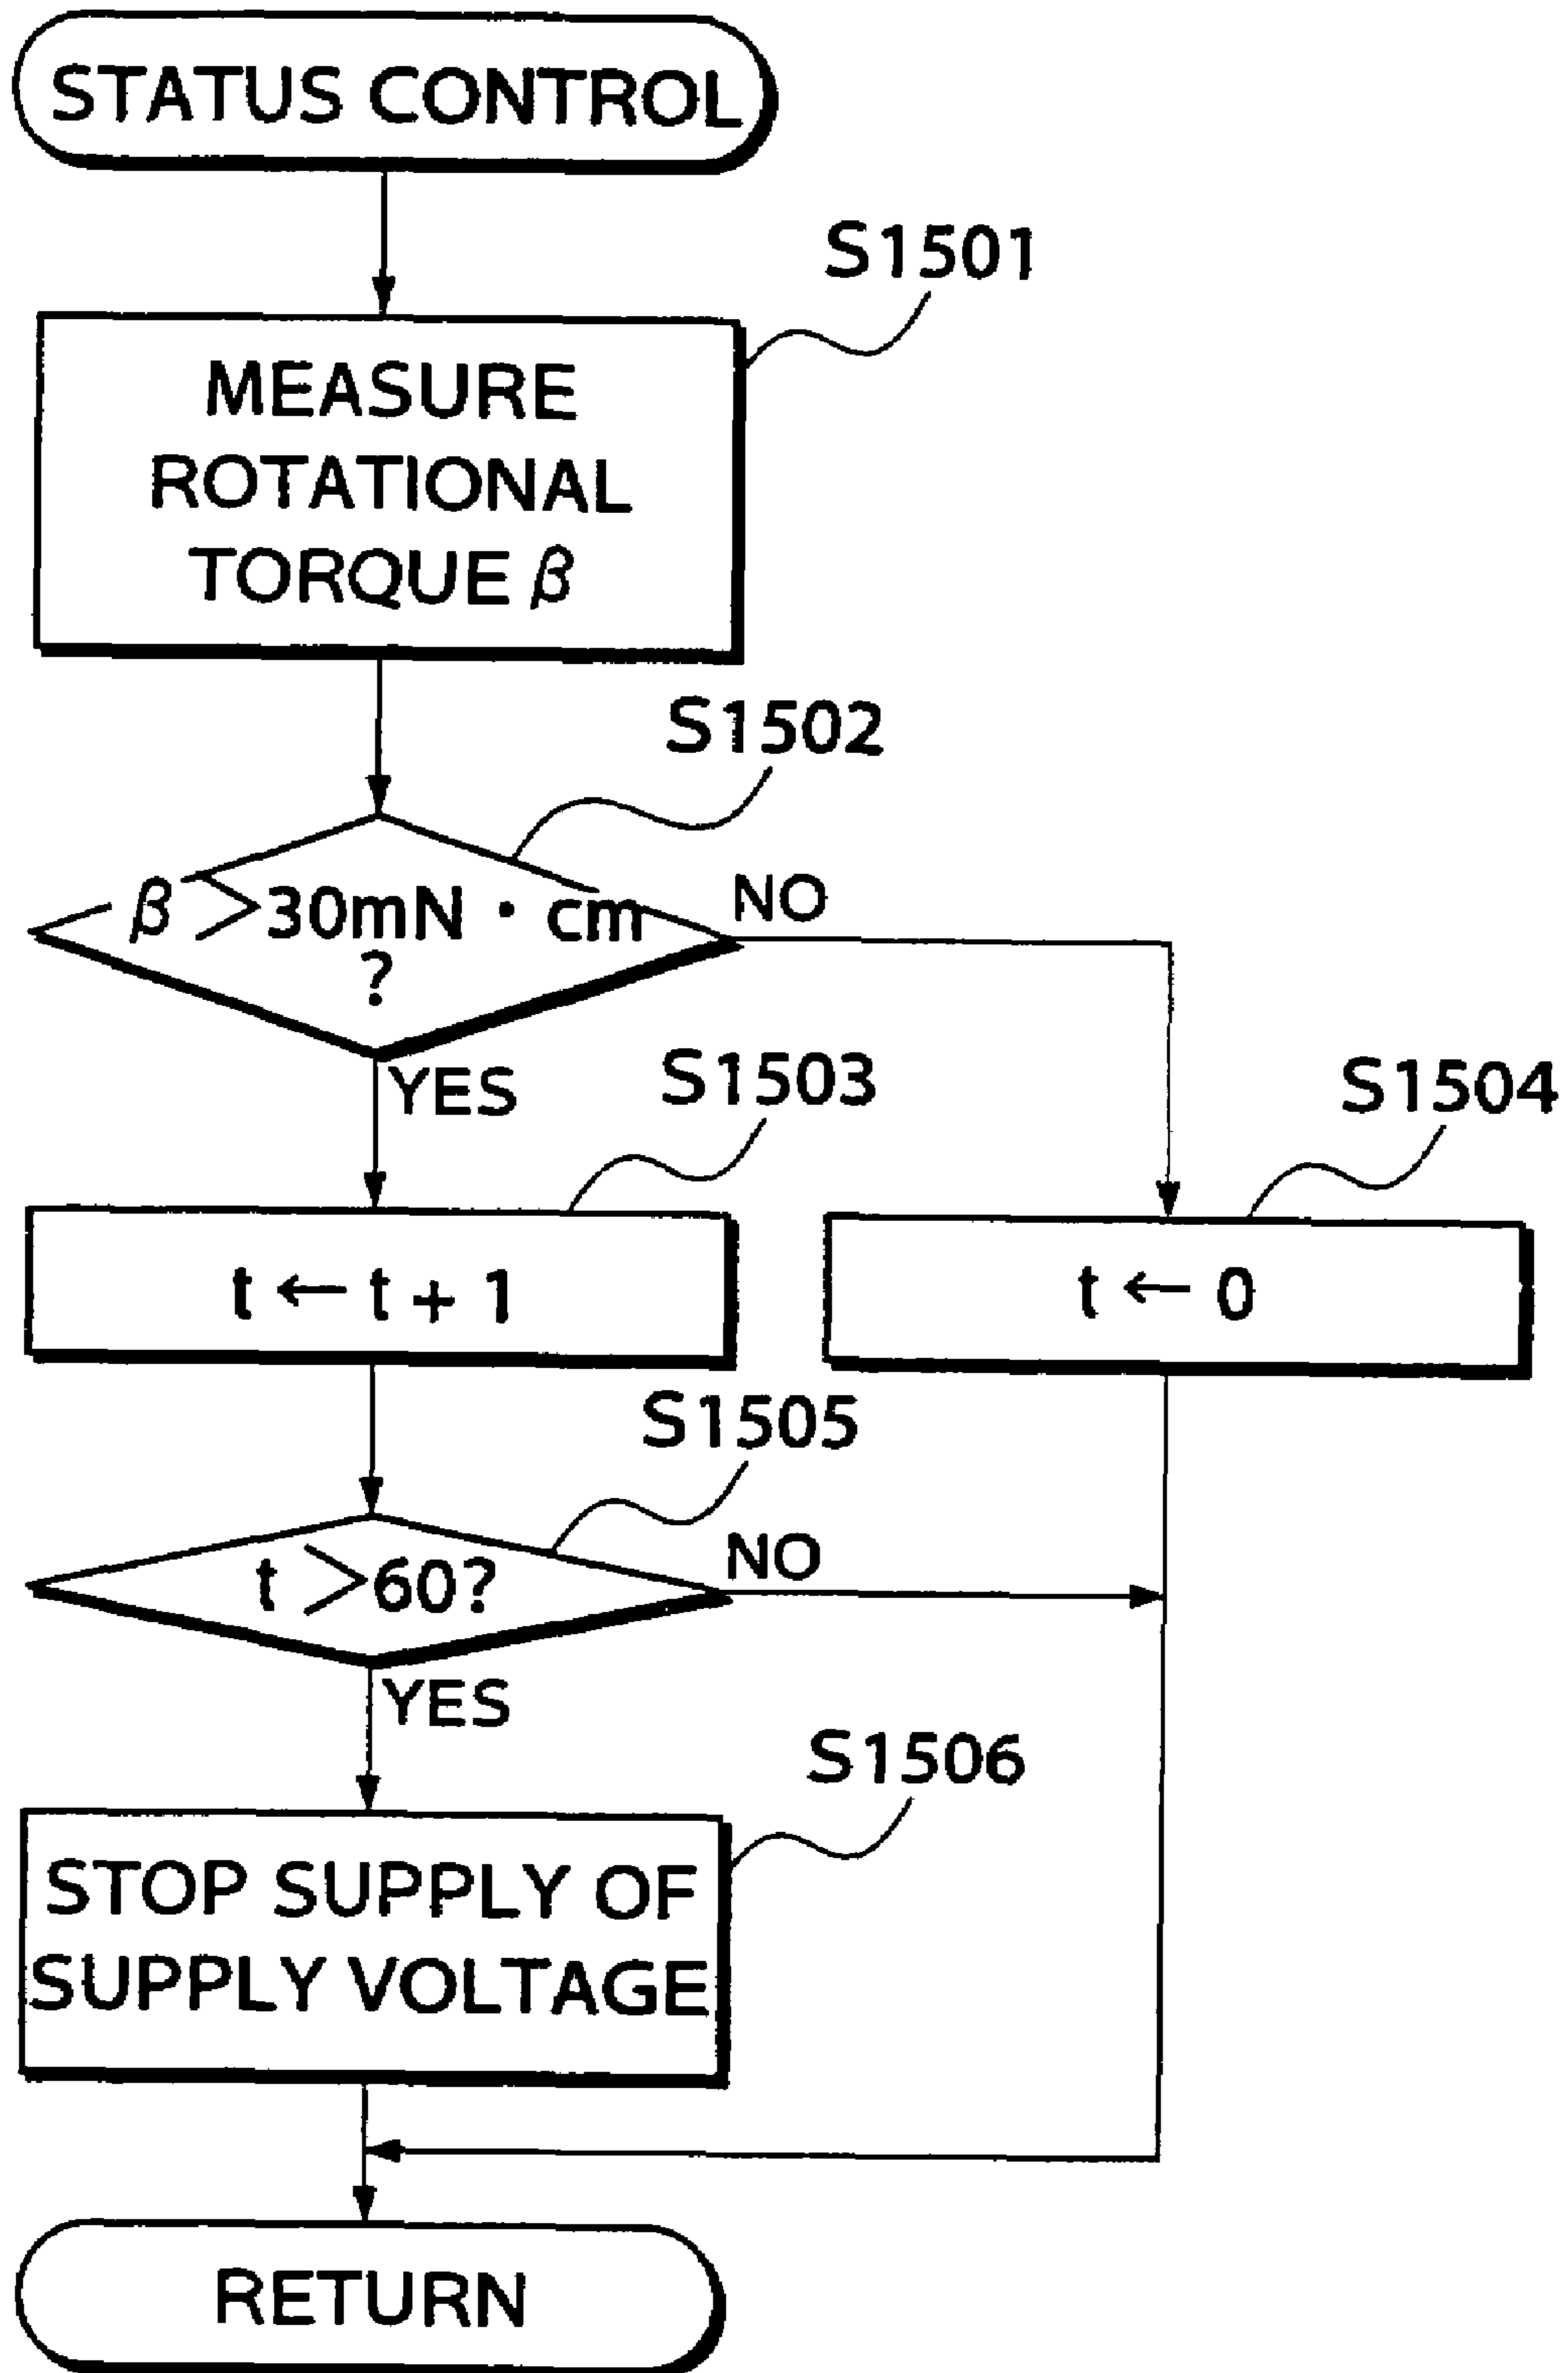 STATUS CONTROL
S1501
MEASURE
ROTATIONAL
TORQUE β
S1502
β >30mN・cm
?
NO
YES
S1503
S1504
t ← t + 1
t ← 0
S1505
t >60?
NO
YES
S1506
STOP SUPPLY OF
SUPPLY VOLTAGE
RETURN